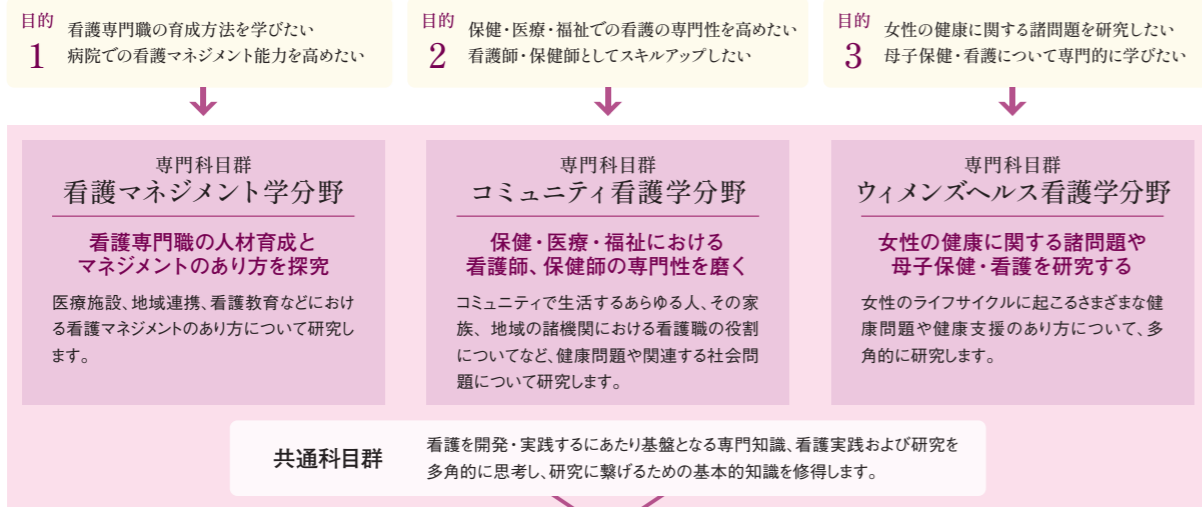 目的
1
看護専門職の育成方法を学びたい
病院での看護マネジメント能力を高めたい
目的
2
保健・医療・福祉での看護の専門性を高めたい
看護師・保健師としてスキルアップしたい
目的
3
女性の健康に関する諸問題を研究したい
母子保健・看護について専門的に学びたい
専門科目群
看護マネジメント学分野
看護専門職の人材育成と
マネジメントのあり方を探究
医療施設、地域連携、看護教育などにおけ
る看護マネジメントのあり方について研究し
ます。
専門科目群
コミュニティ看護学分野
保健・医療・福祉における
看護師、保健師の専門性を磨く
コミュニティで生活するあらゆる人、その家
族、地域の諸機関における看護職の役割
についてなど、健康問題や関連する社会問
題について研究します。
専門科目群
ウィメンズヘルス看護学分野
女性の健康に関する諸問題や
母子保健・看護を研究する
女性のライフサイクルに起こるさまざまな健
康問題や健康支援のあり方について、多
角的に研究します。
共通科目群
看護を開発・実践するにあたり基盤となる専門知識、看護実践および研究を
多角的に思考し、研究に繋げるための基本的知識を修得します。